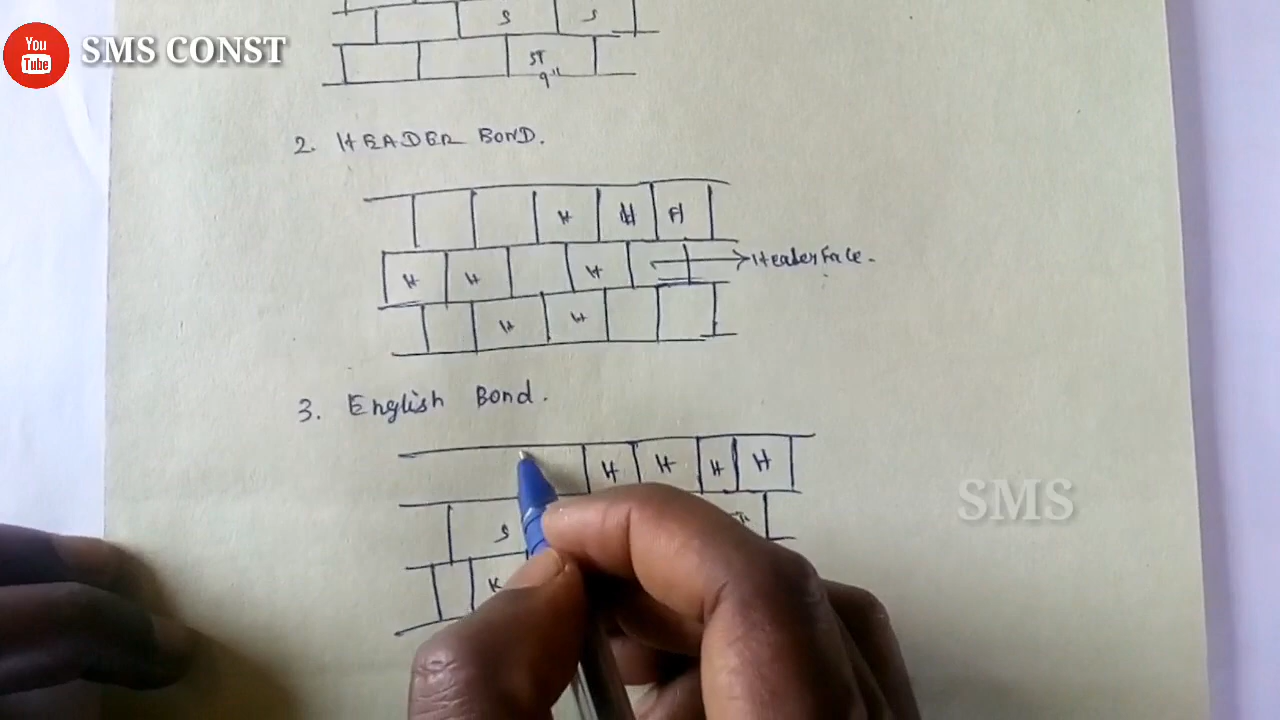 You Tube SMS CONST
S S
ST
9"
2. HEADER BOND.
H H H
H H H Header Face.
H H
3. English Bond.
H H H H
SMS
S
K